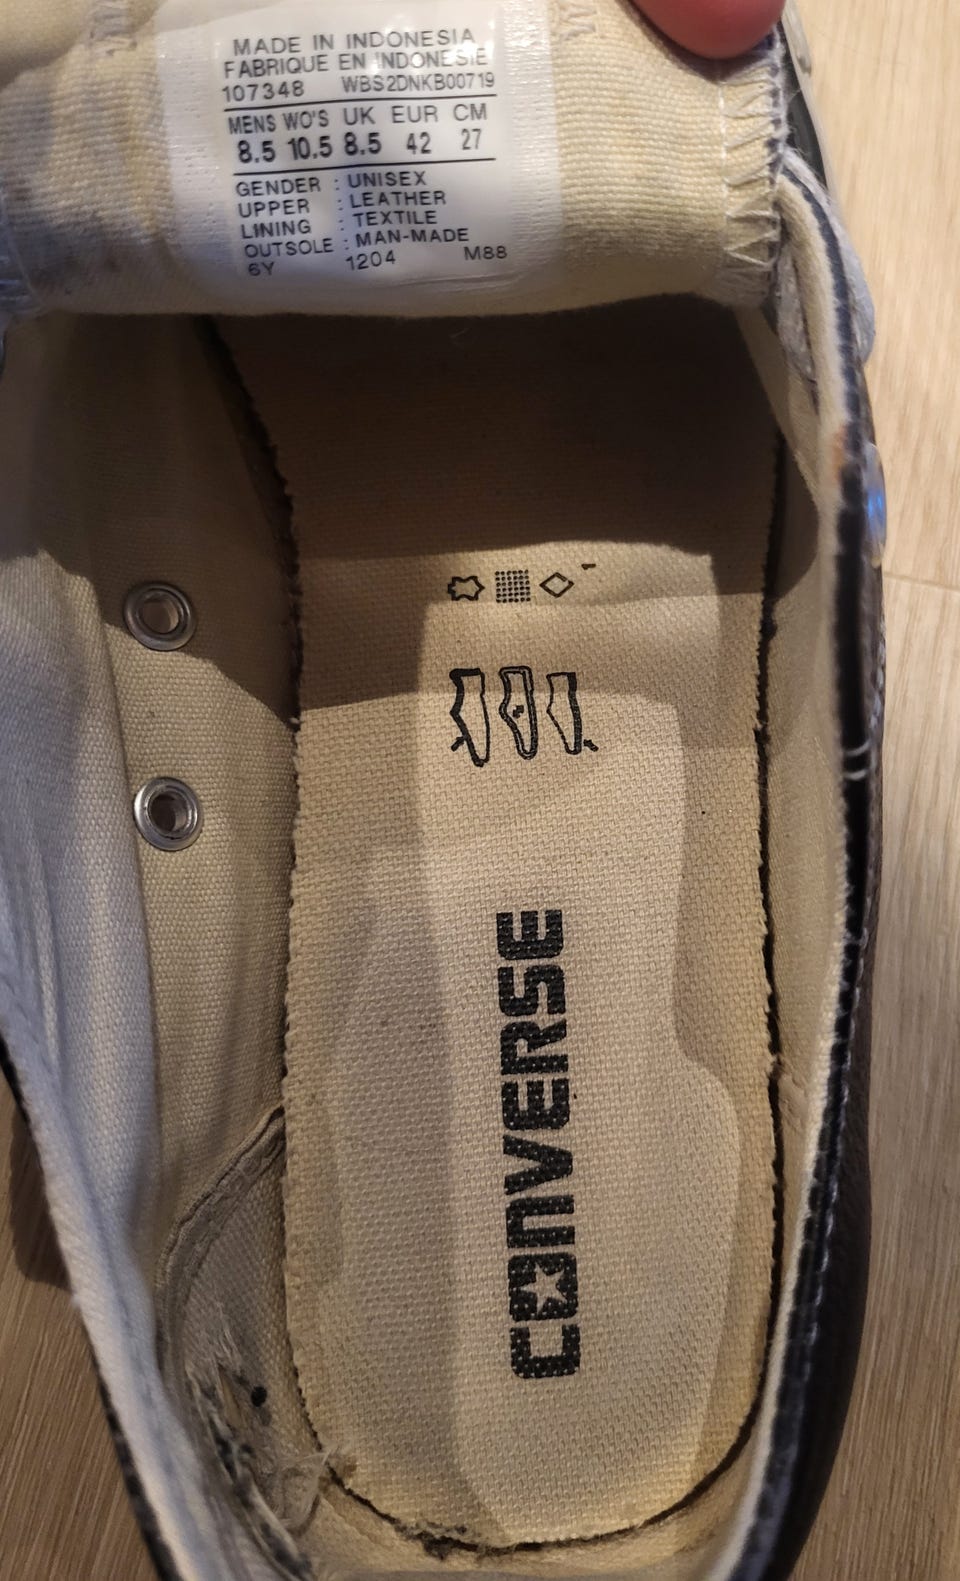 MADE IN INDONESIA
FABRIQUE EN INDONESIE
107348 WBS2DNKB00719
MENS WO'S UK EUR CM
8.5 10.5 8.5 42 27
GENDER : UNISEX
UPPER : LEATHER
LINING : TEXTILE
OUTSOLE : MAN-MADE
6Y 1204 M88
CONVERSE